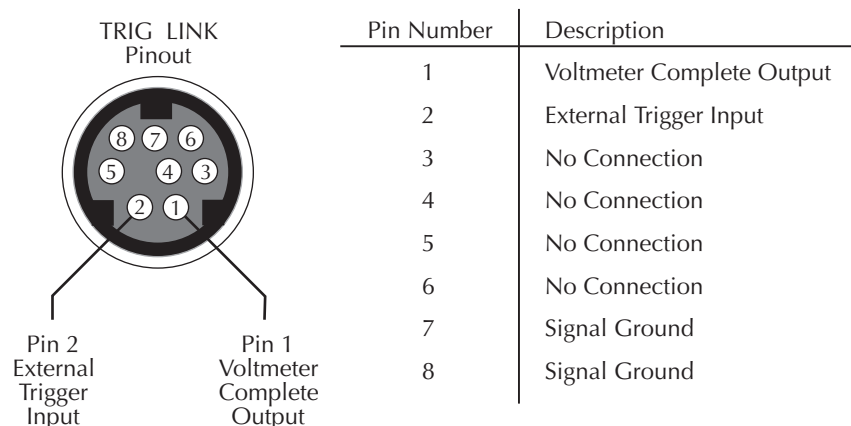 TRIG LINK
Pinout
8 7 6
5 4 3
2 1
Pin 2
External
Trigger
Input
Pin 1
Voltmeter
Complete
Output
Pin Number Description
1 Voltmeter Complete Output
2 External Trigger Input
3 No Connection
4 No Connection
5 No Connection
6 No Connection
7 Signal Ground
8 Signal Ground